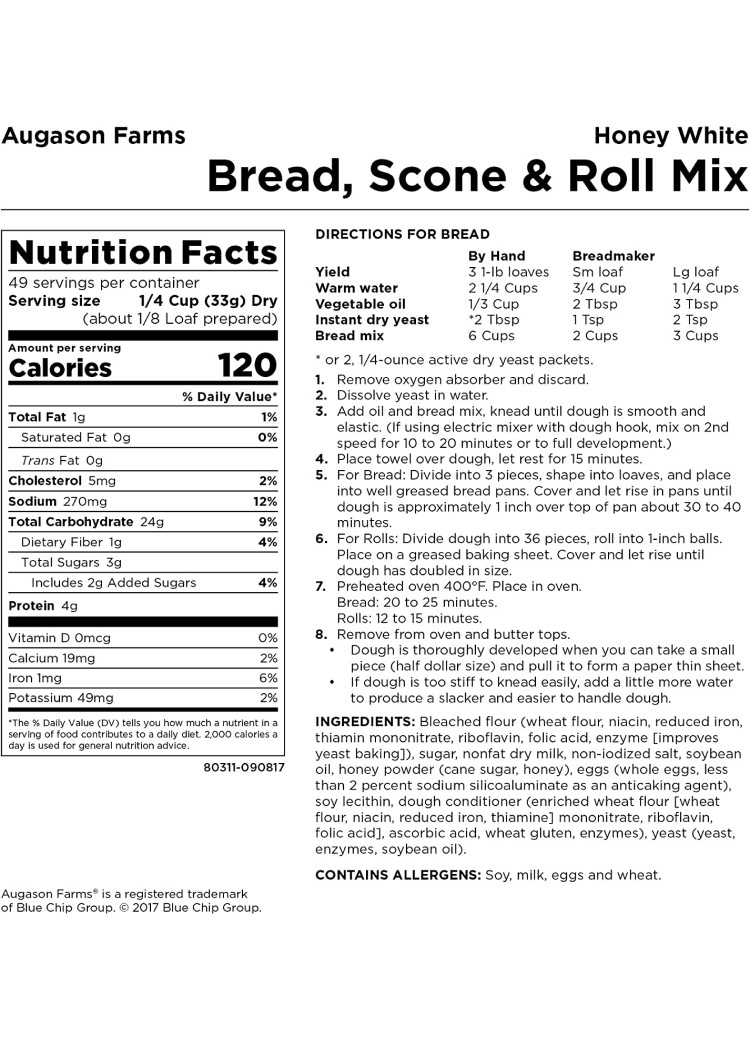 Augason Farms
Honey White
Bread, Scone & Roll Mix
Nutrition Facts
49 servings per container
Serving size 1/4 Cup (33g) Dry
(about 1/8 Loaf prepared)
Amount per serving
Calories 120
% Daily Value*
Total Fat 1g 1%
Saturated Fat 0g 0%
Trans Fat 0g
Cholesterol 5mg 2%
Sodium 270mg 12%
Total Carbohydrate 24g 9%
Dietary Fiber 1g 4%
Total Sugars 3g
Includes 2g Added Sugars 4%
Protein 4g
Vitamin D 0mcg 0%
Calcium 19mg 2%
Iron 1mg 6%
Potassium 49mg 2%
*The % Daily Value (DV) tells you how much a nutrient in a
serving of food contributes to a daily diet. 2,000 calories a
day is used for general nutrition advice.
80311-090817
Augason Farms® is a registered trademark
of Blue Chip Group. © 2017 Blue Chip Group.
DIRECTIONS FOR BREAD
By Hand Breadmaker
Yield 3 1-lb loaves Sm loaf Lg loaf
Warm water 2 1/4 Cups 3/4 Cup 1 1/4 Cups
Vegetable oil 1/3 Cup 2 Tbsp 3 Tbsp
Instant dry yeast *2 Tbsp 1 Tsp 2 Tsp
Bread mix 6 Cups 2 Cups 3 Cups
* or 2, 1/4-ounce active dry yeast packets.
1. Remove oxygen absorber and discard.
2. Dissolve yeast in water.
3. Add oil and bread mix, knead until dough is smooth and
elastic. (If using electric mixer with dough hook, mix on 2nd
speed for 10 to 20 minutes or to full development.)
4. Place towel over dough, let rest for 15 minutes.
5. For Bread: Divide into 3 pieces, shape into loaves, and place
into well greased bread pans. Cover and let rise in pans until
dough is approximately 1 inch over top of pan about 30 to 40
minutes.
6. For Rolls: Divide dough into 36 pieces, roll into 1-inch balls.
Place on a greased baking sheet. Cover and let rise until
dough has doubled in size.
7. Preheated oven 400°F. Place in oven.
Bread: 20 to 25 minutes.
Rolls: 12 to 15 minutes.
8. Remove from oven and butter tops.
• Dough is thoroughly developed when you can take a small
piece (half dollar size) and pull it to form a paper thin sheet.
• If dough is too stiff to knead easily, add a little more water
to produce a slacker and easier to handle dough.
INGREDIENTS: Bleached flour (wheat flour, niacin, reduced iron,
thiamin mononitrate, riboflavin, folic acid, enzyme [improves
yeast baking]), sugar, nonfat dry milk, non-iodized salt, soybean
oil, honey powder (cane sugar, honey), eggs (whole eggs, less
than 2 percent sodium silicoaluminate as an anticaking agent),
soy lecithin, dough conditioner (enriched wheat flour [wheat
flour, niacin, reduced iron, thiamine] mononitrate, riboflavin,
folic acid], ascorbic acid, wheat gluten, enzymes), yeast (yeast,
enzymes, soybean oil).
CONTAINS ALLERGENS: Soy, milk, eggs and wheat.